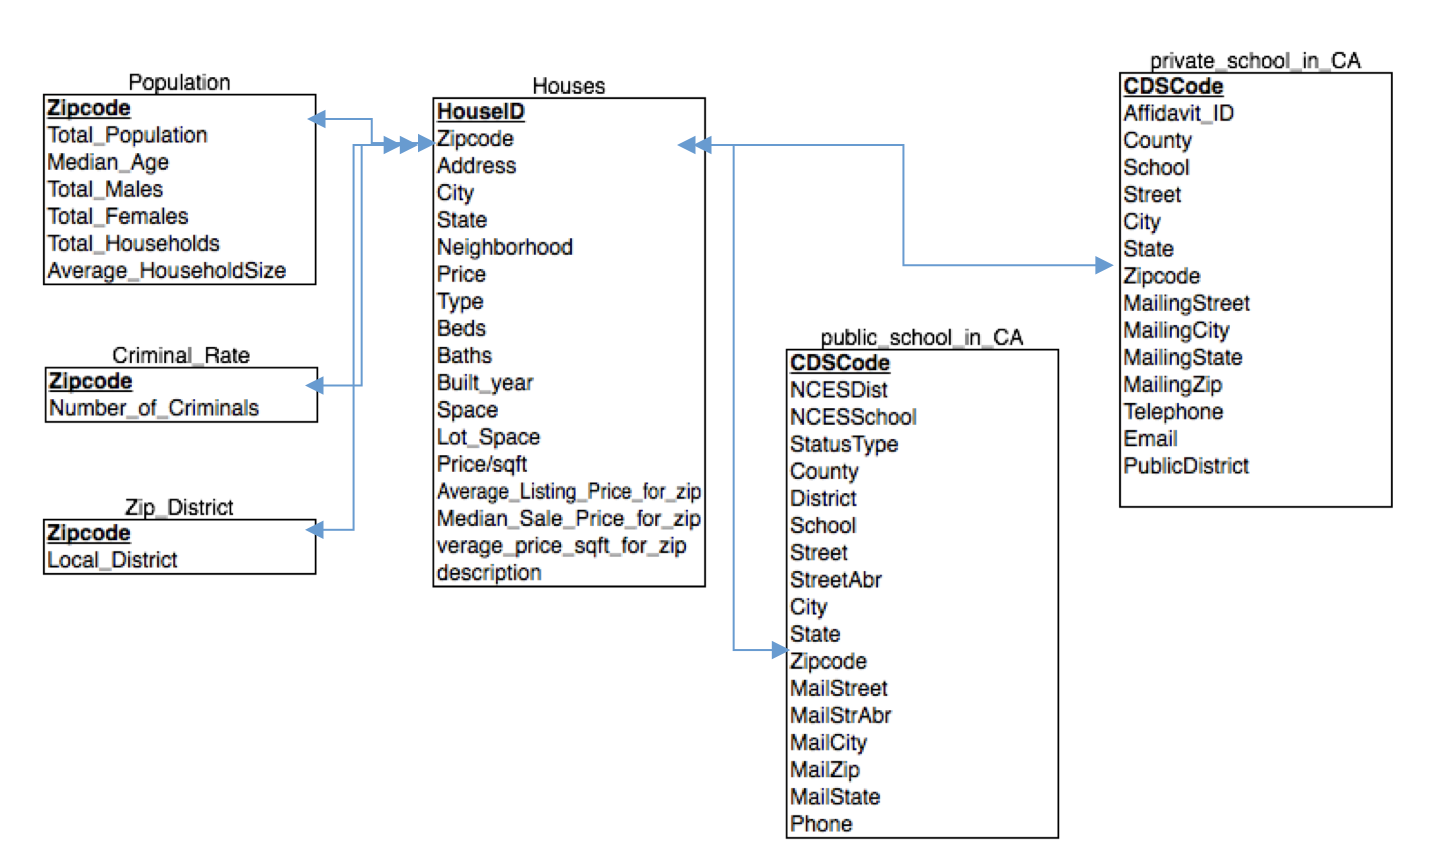 Population
Zipcode
Total_Population
Median_Age
Total_Males
Total_Females
Total_Households
Average_HouseholdSize
Criminal_Rate
Zipcode
Number_of_Criminals
Zip_District
Zipcode
Local_District
Houses
HouseID
Zipcode
Address
City
State
Neighborhood
Price
Type
Beds
Baths
Built_year
Space
Lot_Space
Price/sqft
Average_Listing_Price_for_zip
Median_Sale_Price_for_zip
verage_price_sqft_for_zip
description
public_school_in_CA
CDSCode
NCESDist
NCESSchool
StatusType
County
District
School
Street
StreetAbr
City
State
Zipcode
MailStreet
MailStrAbr
MailCity
MailZip
MailState
Phone
private_school_in_CA
CDSCode
Affidavit_ID
County
School
Street
City
State
Zipcode
MailingStreet
MailingCity
MailingState
MailingZip
Telephone
Email
PublicDistrict